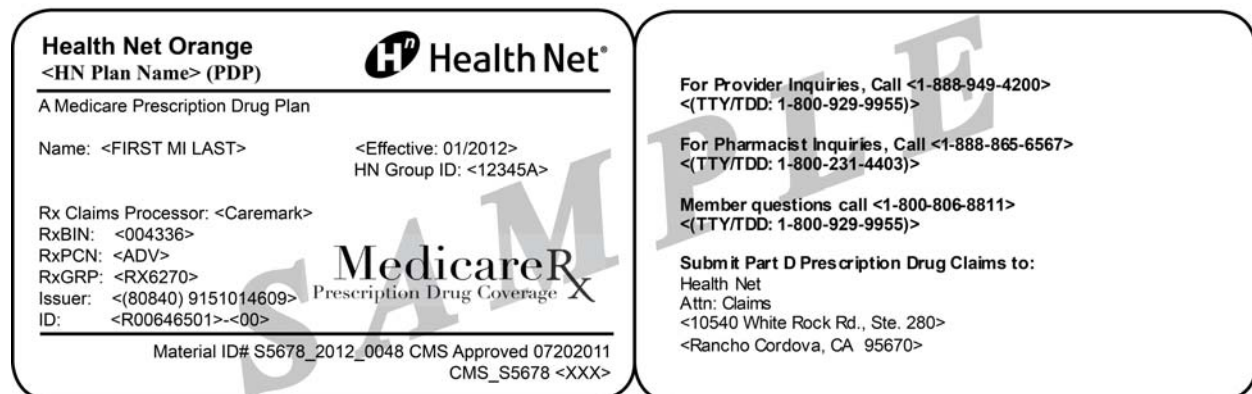 Health Net Orange
<HN Plan Name> (PDP)
Hn Health Net®
A Medicare Prescription Drug Plan
Name: <FIRST MI LAST>
<Effective: 01/2012>
HN Group ID: <12345A>
Rx Claims Processor: <Caremark>
RxBIN: <004336>
RxPCN: <ADV>
RxGRP: <RX6270>
Issuer: <(80840) 9151014609>
ID: <R00646501>-<00>
MedicareRx
Prescription Drug Coverage
Material ID# S5678_2012_0048 CMS Approved 07202011
CMS_S5678 <XXX>
For Provider Inquiries, Call <1-888-949-4200>
<(TTY/TDD: 1-800-929-9955)>
For Pharmacist Inquiries, Call <1-888-865-6567>
<(TTY/TDD: 1-800-231-4403)>
Member questions call <1-800-806-8811>
<(TTY/TDD: 1-800-929-9955)>
Submit Part D Prescription Drug Claims to:
Health Net
Attn: Claims
<10540 White Rock Rd., Ste. 280>
<Rancho Cordova, CA 95670>
SAMPLE